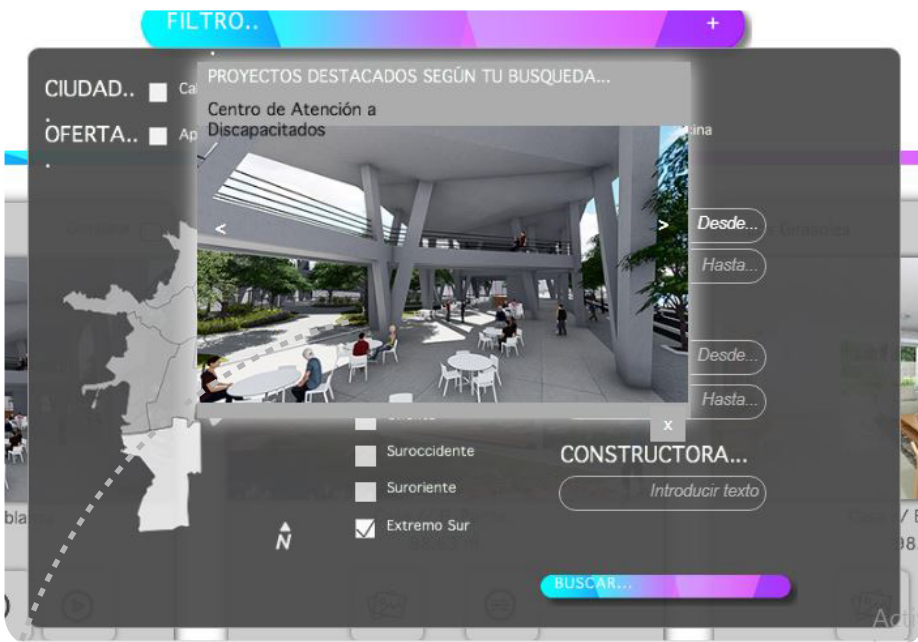 FILTRO..
+
PROYECTOS DESTACADOS SEGÚN TU BUSQUEDA...
CIUDAD..
Centro de Atención a
Discapacitados
OFERTA..
<
>
Desde...
Hasta...
Desde...
Hasta...
x
Suroccidente
CONSTRUCTORA...
Suroriente
Introducir texto
Extremo Sur
N
BUSCAR...